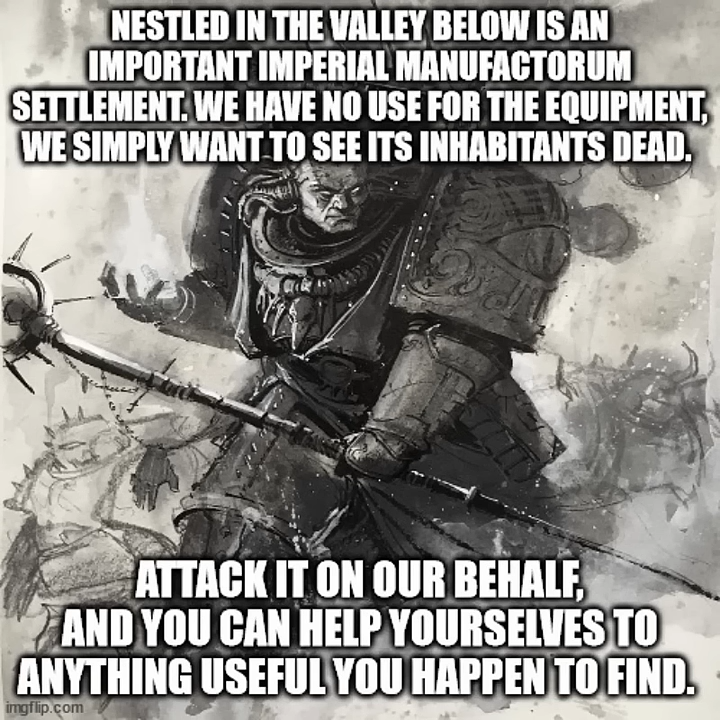 NESTLED IN THE VALLEY BELOW IS AN
IMPORTANT IMPERIAL MANUFACTORUM
SETTLEMENT. WE HAVE NO USE FOR THE EQUIPMENT,
WE SIMPLY WANT TO SEE ITS INHABITANTS DEAD.
ATTACK IT ON OUR BEHALF,
AND YOU CAN HELP YOURSELVES TO
ANYTHING USEFUL YOU HAPPEN TO FIND.
imgflip.com